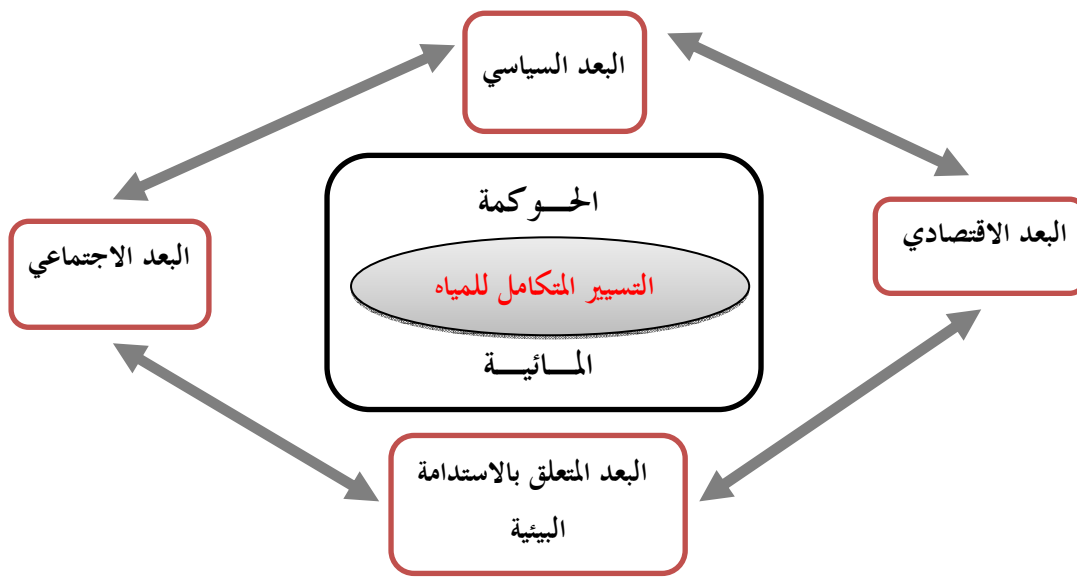 البعد السياسي
البعد الاقتصادي
البعد الاجتماعي
الحــوكمة
التسيير المتكامل للمياه
المــائيــة
البعد المتعلق بالاستدامة
البيئية